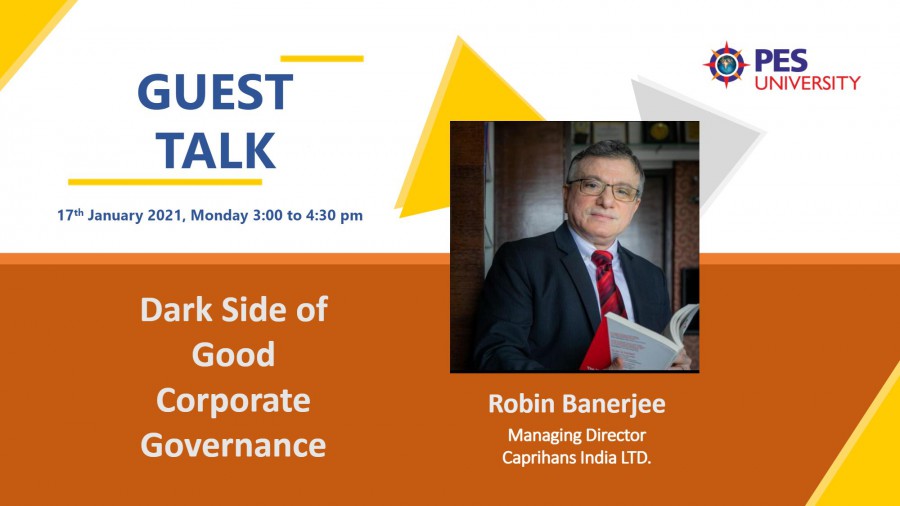 GUEST
TALK
17th January 2021, Monday 3:00 to 4:30 pm
PES
UNIVERSITY
Dark Side of
Good
Corporate
Governance
Robin Banerjee
Managing Director
Caprihans India LTD.